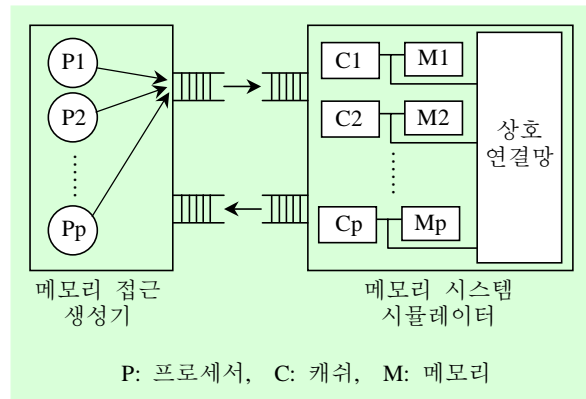 P1
P2
Pp
C1 M1
C2 M2
Cp Mp
상호
연결망
메모리 접근
생성기
메모리 시스템
시뮬레이터
P: 프로세서, C: 캐쉬, M: 메모리